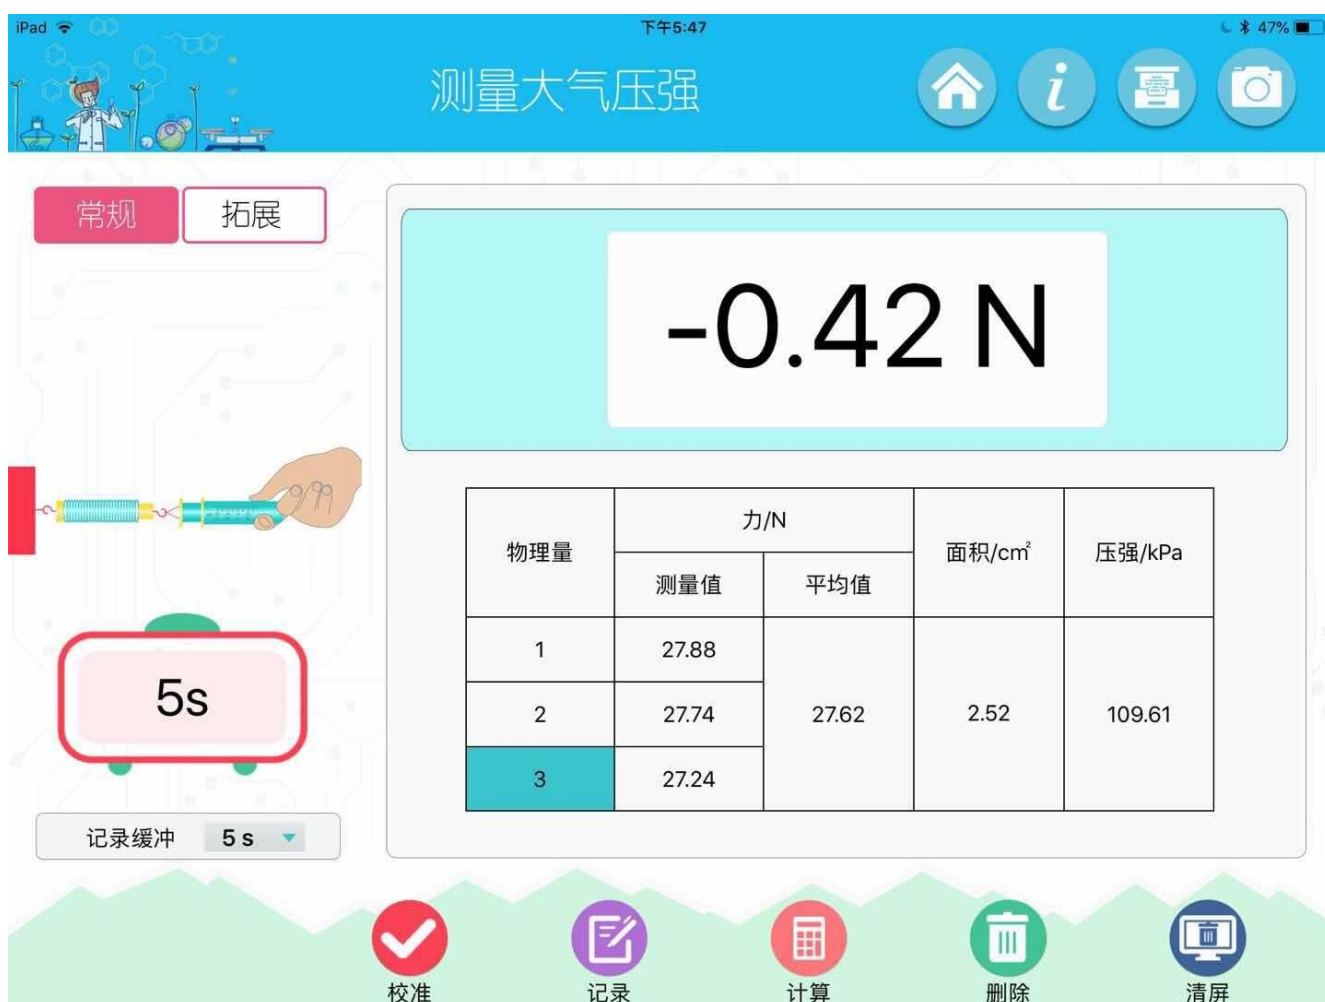 iPad 下午5:47 47%
测量大气压强
常规 拓展
-0.42 N
物理量 力/N 面积/cm² 压强/kPa
测量值 平均值
1 27.88
2 27.74 27.62 2.52 109.61
3 27.24
5s
记录缓冲 5 s
校准 记录 计算 删除 清屏